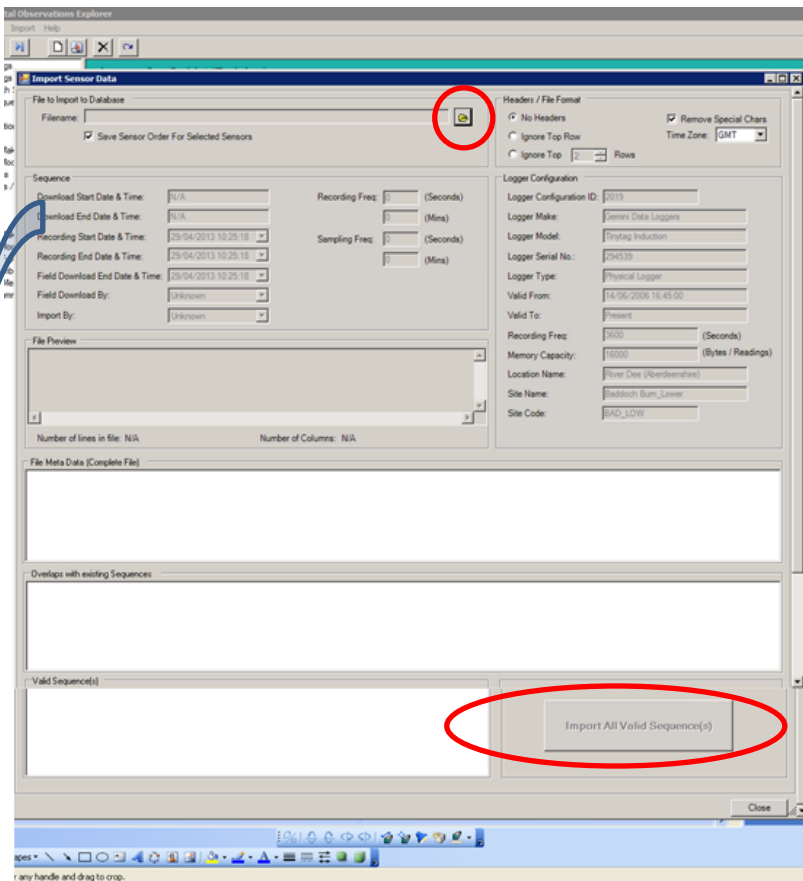 tal Observations Explorer
Import Help
Import Sensor Data
File to Import to Database
Filename:
Save Sensor Order For Selected Sensors
Headers / File Format
No Headers
Remove Special Chars
Ignore Top Row
Time Zone: GMT
Ignore Top 2 Rows
Sequence
Download Start Date & Time: N/A
Recording Freq: 0 (Seconds)
Download End Date & Time: N/A
0 (Mins)
Recording Start Date & Time: 29/04/2013 10:25:18
Sampling Freq: 0 (Seconds)
Recording End Date & Time: 29/04/2013 10:25:18
0 (Mins)
Field Download End Date & Time: 29/04/2013 10:25:18
Field Download By: Unknown
Import By: Unknown
Logger Configuration
Logger Configuration ID: 2019
Logger Make: Gemini Data Loggers
Logger Model: Tinytag Induction
Logger Serial No.: 294539
Logger Type: Physical Logger
Valid From: 14/06/2006 16:45:00
Valid To: Present
Recording Freq: 3600 (Seconds)
Memory Capacity: 16000 (Bytes / Readings)
Location Name: River Dee (Aberdeenshire)
Site Name: Baddoch Burn_Lower
Site Code: BAD_LOW
File Preview
Number of lines in file: N/A
Number of Columns: N/A
File Meta Data (Complete File)
Overlaps with existing Sequences
Valid Sequence(s)
Import All Valid Sequence(s)
Close
apes
r any handle and drag to crop.